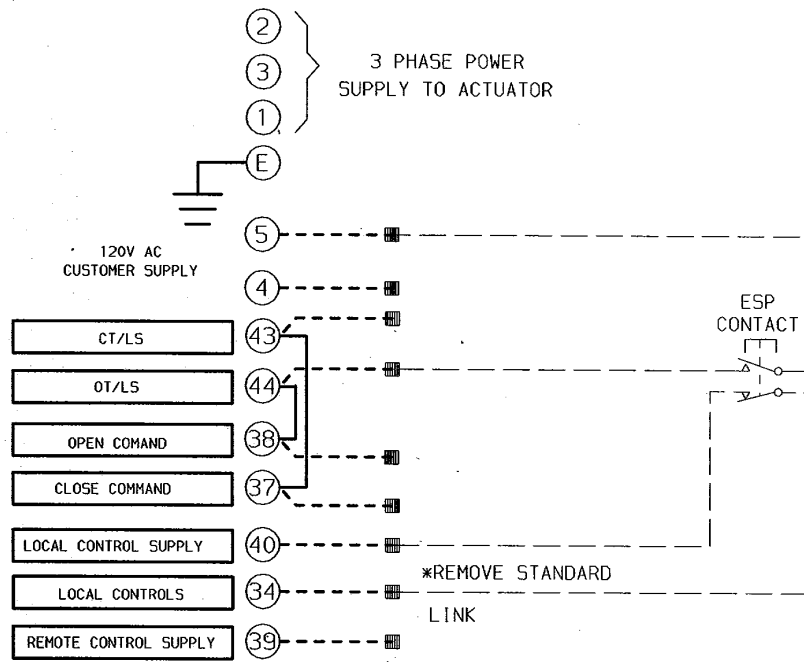 2
3
3 PHASE POWER
SUPPLY TO ACTUATOR
1
E
5
120V AC
CUSTOMER SUPPLY
4
ESP
CONTACT
CT/LS 43
OT/LS 44
OPEN COMAND 38
CLOSE COMMAND 37
LOCAL CONTROL SUPPLY 40
*REMOVE STANDARD
LOCAL CONTROLS 34
LINK
REMOTE CONTROL SUPPLY 39